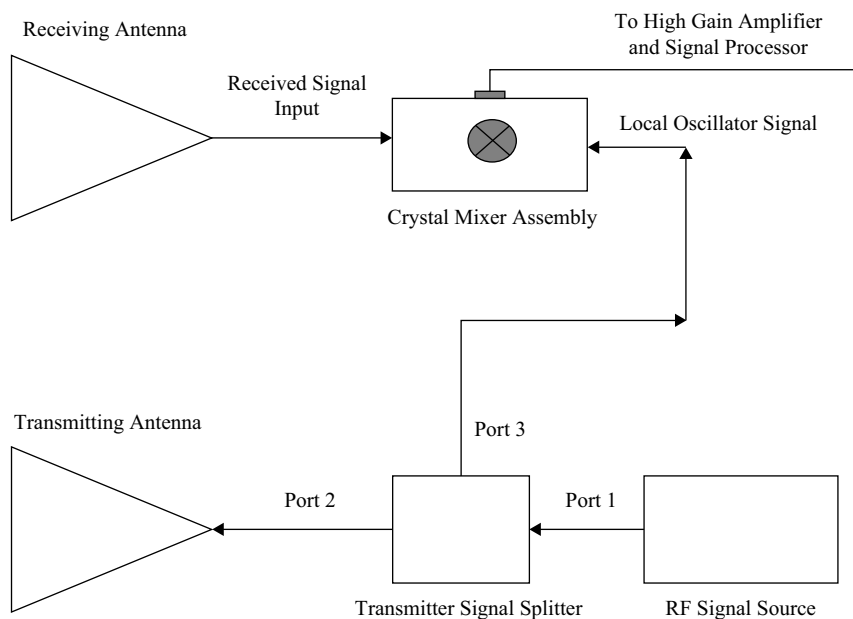 Receiving Antenna
To High Gain Amplifier
and Signal Processor
Received Signal
Input
Local Oscillator Signal
Crystal Mixer Assembly
Transmitting Antenna
Port 3
Port 2
Port 1
Transmitter Signal Splitter
RF Signal Source